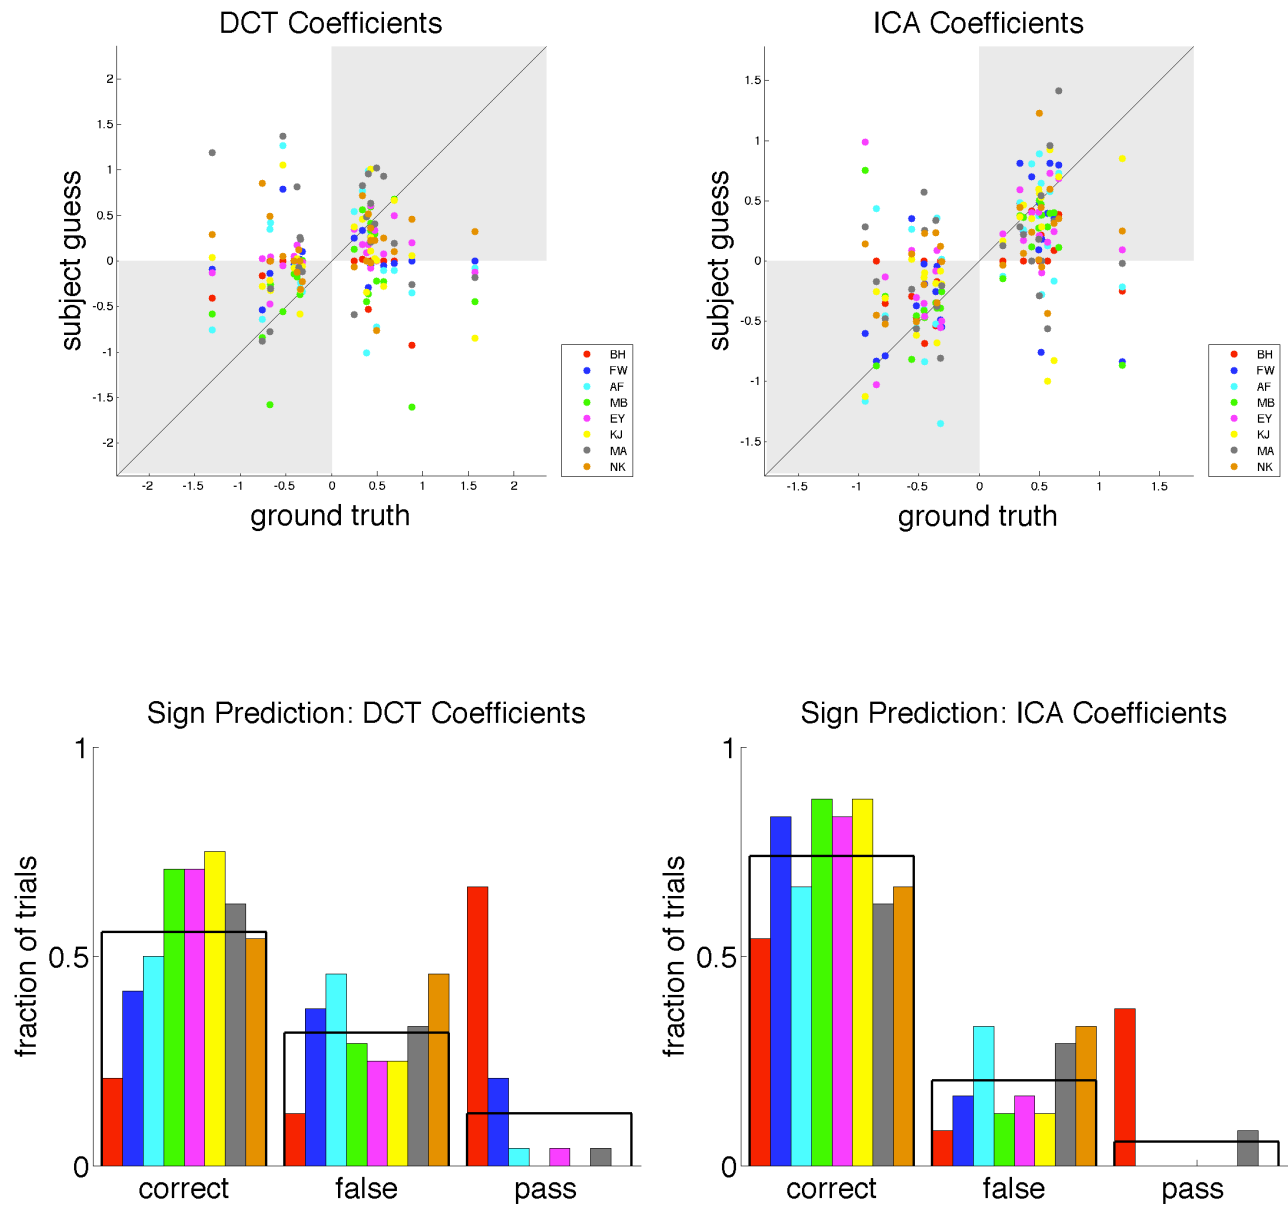 DCT Coefficients
subject guess
2
1.5
1
0.5
0
-0.5
-1
-1.5
-2
-2 -1.5 -1 -0.5 0 0.5 1 1.5 2
ground truth
BH
FW
AF
MB
EY
KJ
MA
NK
ICA Coefficients
subject guess
1.5
1
0.5
0
-0.5
-1
-1.5
-1.5 -1 -0.5 0 0.5 1 1.5
ground truth
BH
FW
AF
MB
EY
KJ
MA
NK
Sign Prediction: DCT Coefficients
fraction of trials
1
0.5
0
correct false pass
Sign Prediction: ICA Coefficients
fraction of trials
1
0.5
0
correct false pass